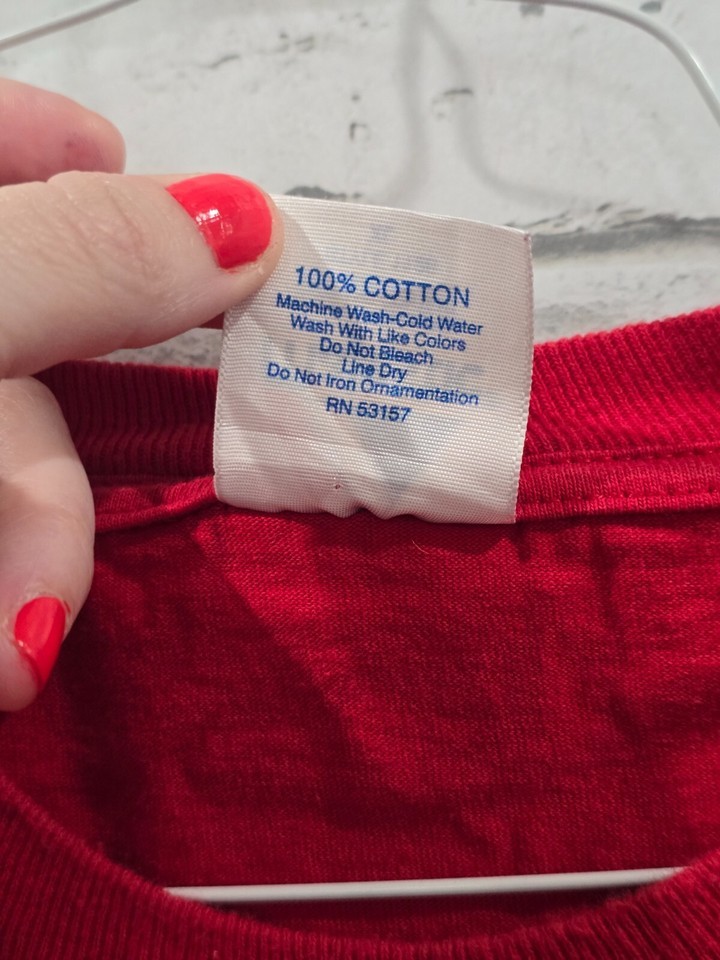 100% COTTON
Machine Wash-Cold Water
Wash With Like Colors
Do Not Bleach
Line Dry
Do Not Iron Ornamentation
RN 53157